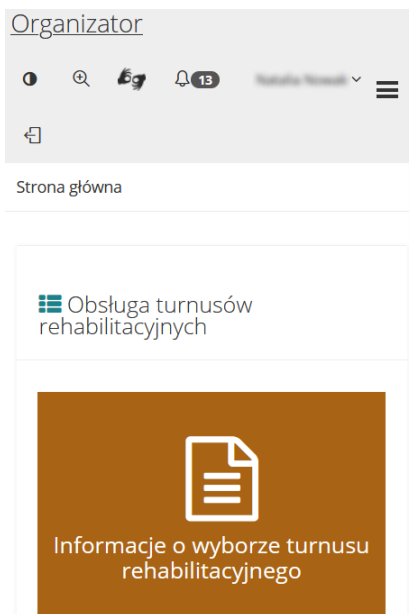 Organizator
13
Strona główna
Obsługa turnusów
rehabilitacyjnych
Informacje o wyborze turnusu
rehabilitacyjnego